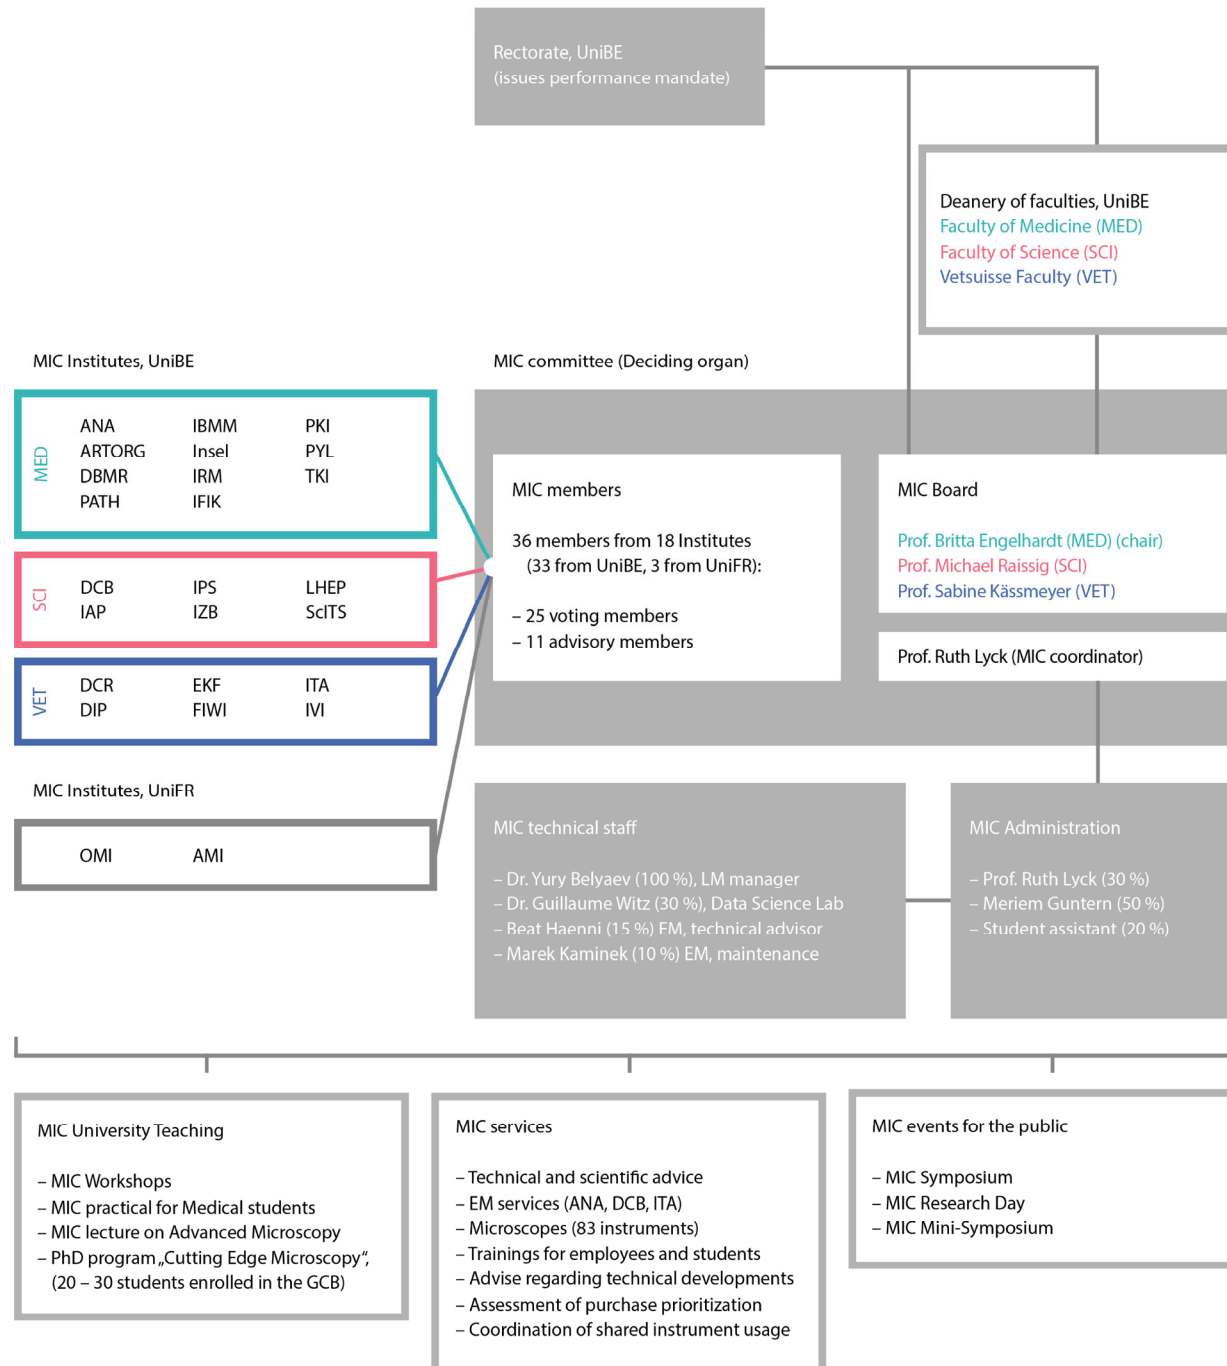 Rectorate, UniBE
(issues performance mandate)
Deanery of faculties, UniBE
Faculty of Medicine (MED)
Faculty of Science (SCI)
Vetsuisse Faculty (VET)
MIC Institutes, UniBE
MED
ANA IBMM PKI
ARTORG Insel PYL
DBMR IRM TKI
PATH IFIK
SCI
DCB IPS LHEP
IAP IZB ScITS
VET
DCR EKF ITA
DIP FIWI IVI
MIC Institutes, UniFR
OMI AMI
MIC committee (Deciding organ)
MIC members
36 members from 18 Institutes
(33 from UniBE, 3 from UniFR):
– 25 voting members
– 11 advisory members
MIC Board
Prof. Britta Engelhardt (MED) (chair)
Prof. Michael Raissig (SCI)
Prof. Sabine Kässmeyer (VET)
Prof. Ruth Lyck (MIC coordinator)
MIC technical staff
– Dr. Yury Belyaev (100 %), LM manager
– Dr. Guillaume Witz (30 %), Data Science Lab
– Beat Haenni (15 %) EM, technical advisor
– Marek Kaminek (10 %) EM, maintenance
MIC Administration
– Prof. Ruth Lyck (30 %)
– Meriem Guntern (50 %)
– Student assistant (20 %)
MIC University Teaching
– MIC Workshops
– MIC practical for Medical students
– MIC lecture on Advanced Microscopy
– PhD program „Cutting Edge Microscopy“,
(20 – 30 students enrolled in the GCB)
MIC services
– Technical and scientific advice
– EM services (ANA, DCB, ITA)
– Microscopes (83 instruments)
– Trainings for employees and students
– Advise regarding technical developments
– Assessment of purchase prioritization
– Coordination of shared instrument usage
MIC events for the public
– MIC Symposium
– MIC Research Day
– MIC Mini-Symposium